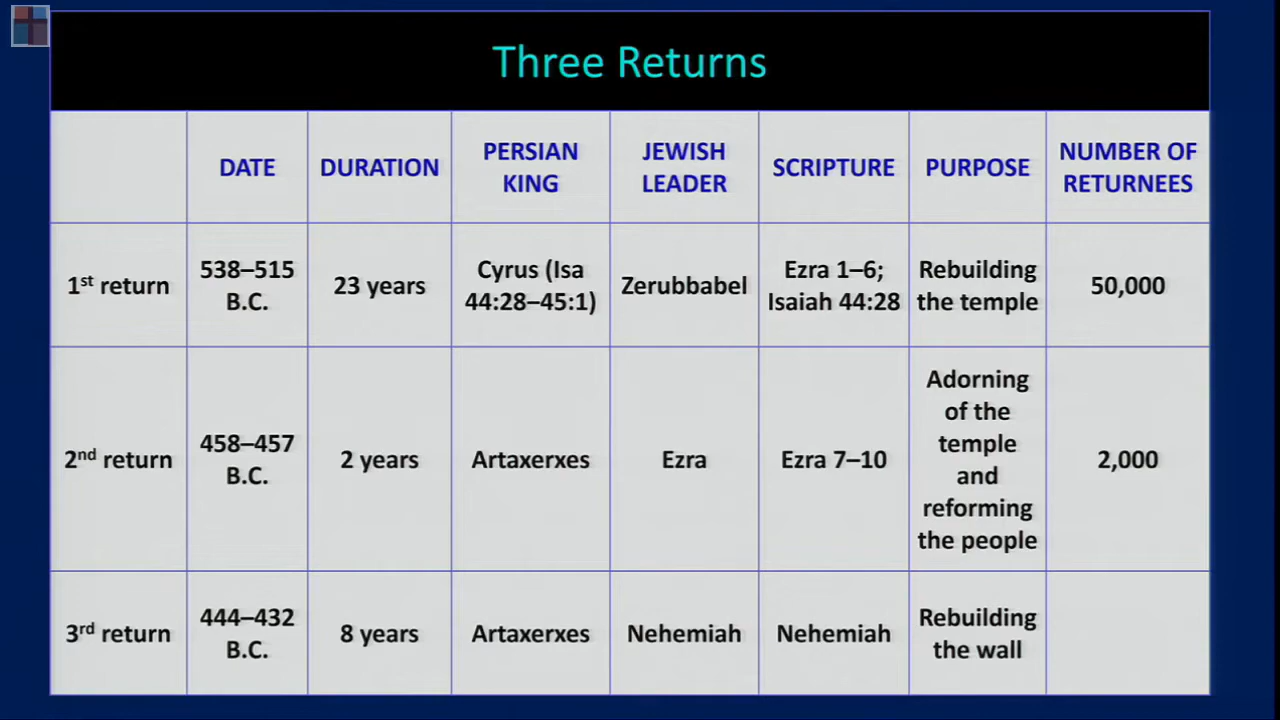 Three Returns
DATE
DURATION
PERSIAN
KING
JEWISH
LEADER
SCRIPTURE
PURPOSE
NUMBER OF
RETURNEES
1st return
538–515
B.C.
23 years
Cyrus (Isa
44:28–45:1)
Zerubbabel
Ezra 1–6;
Isaiah 44:28
Rebuilding
the temple
50,000
2nd return
458–457
B.C.
2 years
Artaxerxes
Ezra
Ezra 7–10
Adorning
of the
temple
and
reforming
the people
2,000
3rd return
444–432
B.C.
8 years
Artaxerxes
Nehemiah
Nehemiah
Rebuilding
the wall